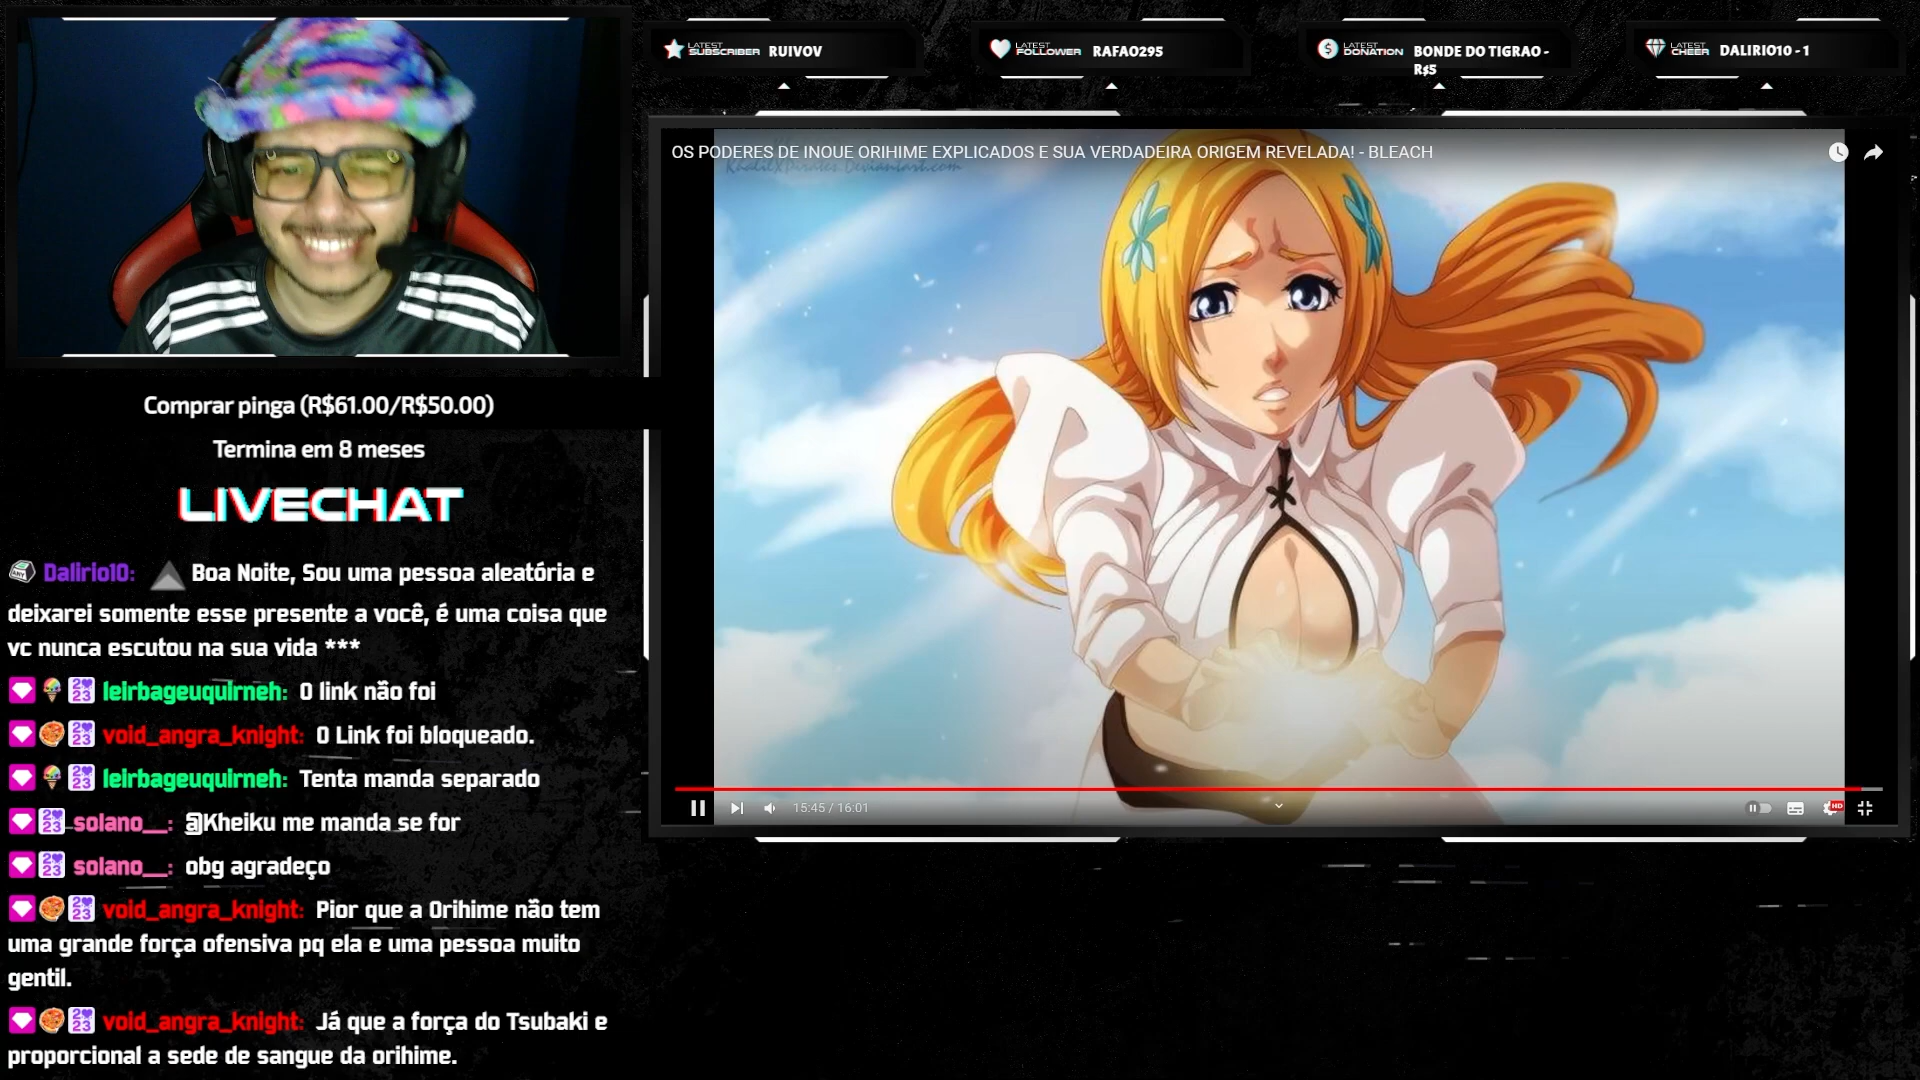 LATEST SUBSCRIBER RUIVOV
LATEST FOLLOWER RAFAO295
LATEST DONATION BONDE DO TIGRAO -
R$5
LATEST CHEER DALIRIO10 - 1
OS PODERES DE INOUE ORIHIME EXPLICADOS E SUA VERDADEIRA ORIGEM REVELADA! - BLEACH
15:45 / 16:01
HD
Comprar pinga (R$61.00/R$50.00)
Termina em 8 meses
LIVECHAT
Dalirio10: Boa Noite, Sou uma pessoa aleatória e
deixarei somente esse presente a você, é uma coisa que
vc nunca escutou na sua vida ***
leirbageuquirneh: O link não foi
void_angra_knight: O Link foi bloqueado.
leirbageuquirneh: Tenta manda separado
solano__: @Kheiku me manda se for
solano__: obg agradeço
void_angra_knight: Pior que a Orihime não tem
uma grande força ofensiva pq ela e uma pessoa muito
gentil.
void_angra_knight: Já que a força do Tsubaki e
proporcional a sede de sangue da orihime.